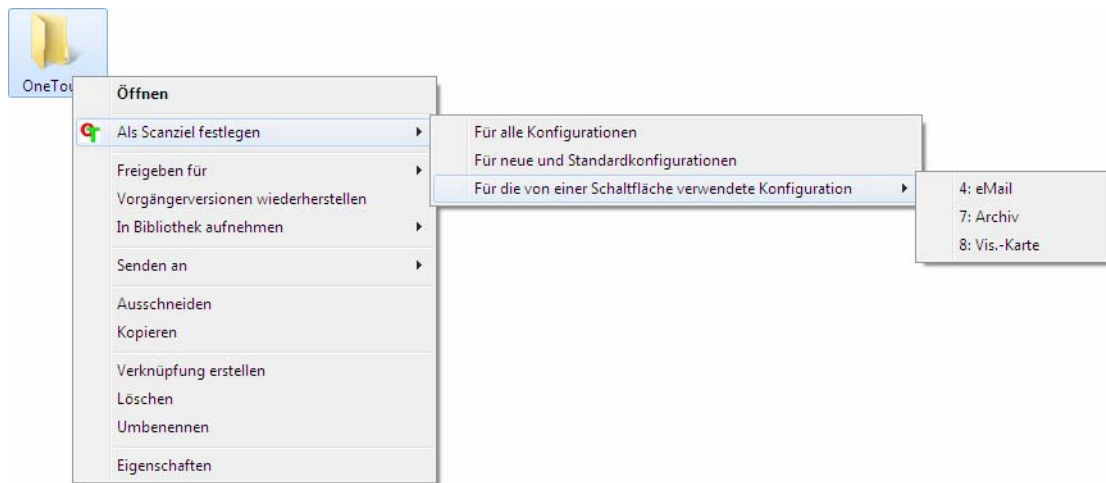 OneTou
Öffnen
Als Scanziel festlegen
Freigeben für
Vorgängerversionen wiederherstellen
In Bibliothek aufnehmen
Senden an
Ausschneiden
Kopieren
Verknüpfung erstellen
Löschen
Umbenennen
Eigenschaften
Für alle Konfigurationen
Für neue und Standardkonfigurationen
Für die von einer Schaltfläche verwendete Konfiguration
4: eMail
7: Archiv
8: Vis.-Karte